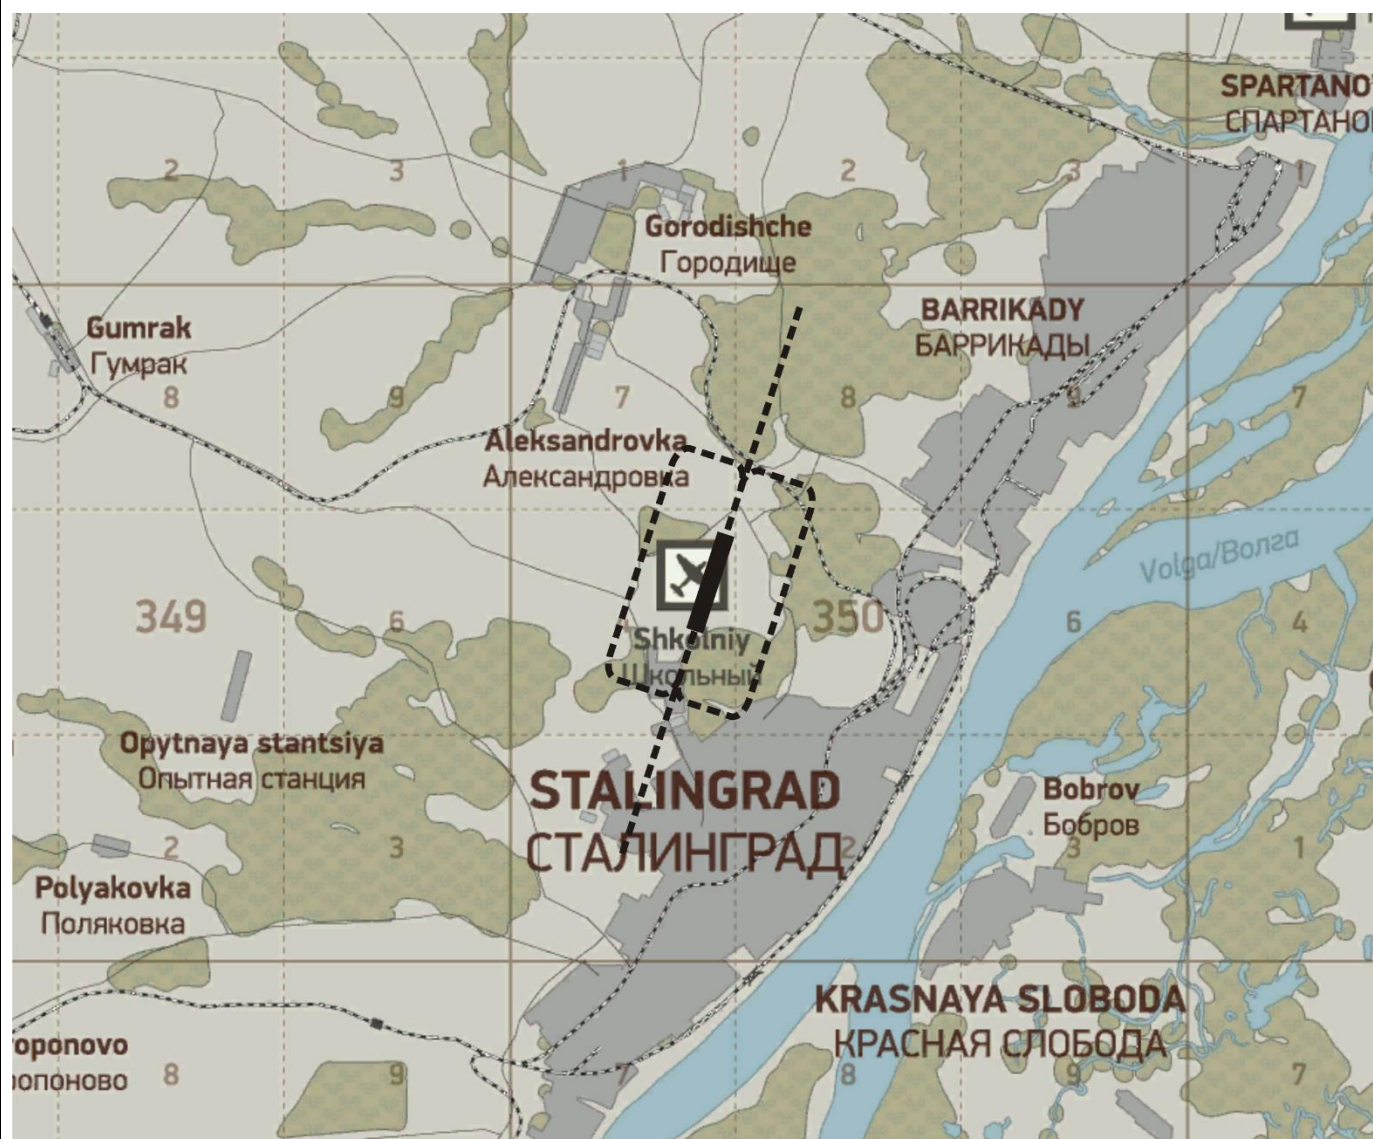 SPARTANO
СПАРТАНО
2
3
1
2
3
1
Gorodishche
Городище
Gumrak
Гумрак
BARRIKADY
БАРРИКАДЫ
8
9
7
8
9
7
Aleksandrovka
Александровка
Volga/Волга
349
6
350
6
4
Shkolniy
Школьный
Opytnaya stantsiya
Опытная станция
STALINGRAD
СТАЛИНГРАД
Bobrov
Бобров
2
3
2
3
1
Polyakovka
Поляковка
KRASNAYA SLOBODA
КРАСНАЯ СЛОБОДА
oponovo
ропоново
8
9
7
8
9
7